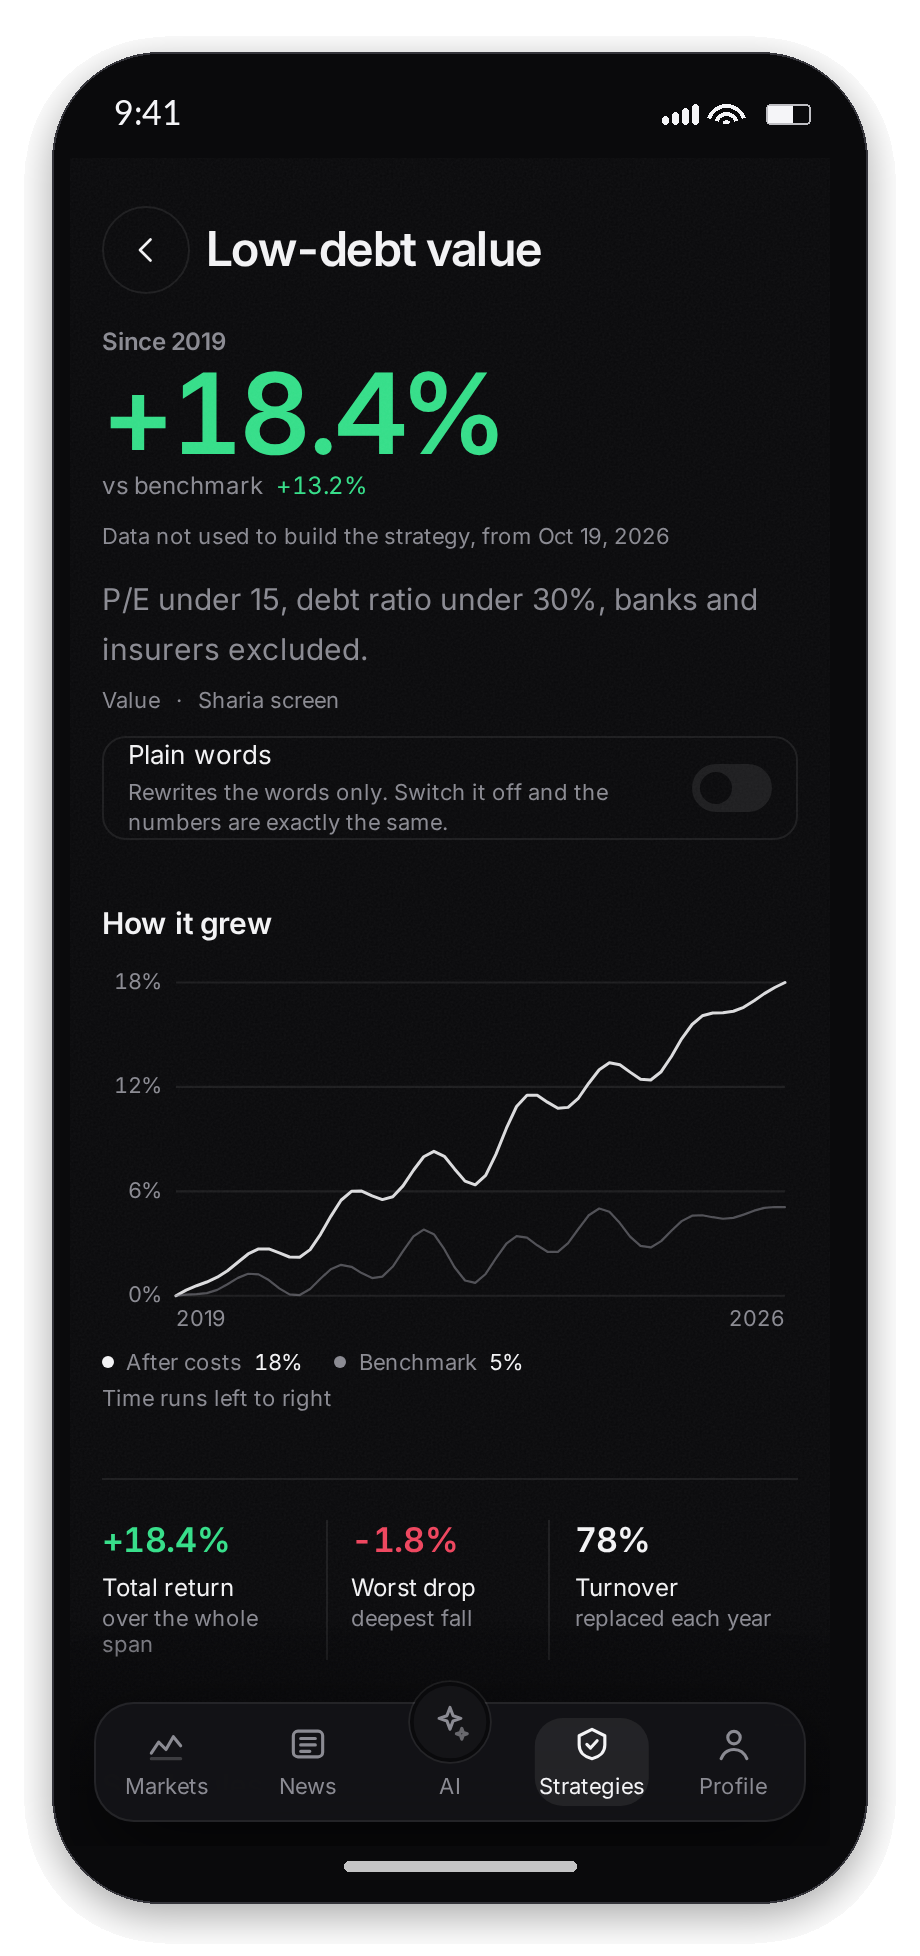 9:41
Low-debt value
Since 2019
+18.4%
vs benchmark +13.2%
Data not used to build the strategy, from Oct 19, 2026
P/E under 15, debt ratio under 30%, banks and
insurers excluded.
Value · Sharia screen
Plain words
Rewrites the words only. Switch it off and the
numbers are exactly the same.
How it grew
18%
12%
6%
0%
2019 2026
After costs 18% Benchmark 5%
Time runs left to right
+18.4% -1.8% 78%
Total return Worst drop Turnover
over the whole deepest fall replaced each year
span
Markets News AI Strategies Profile